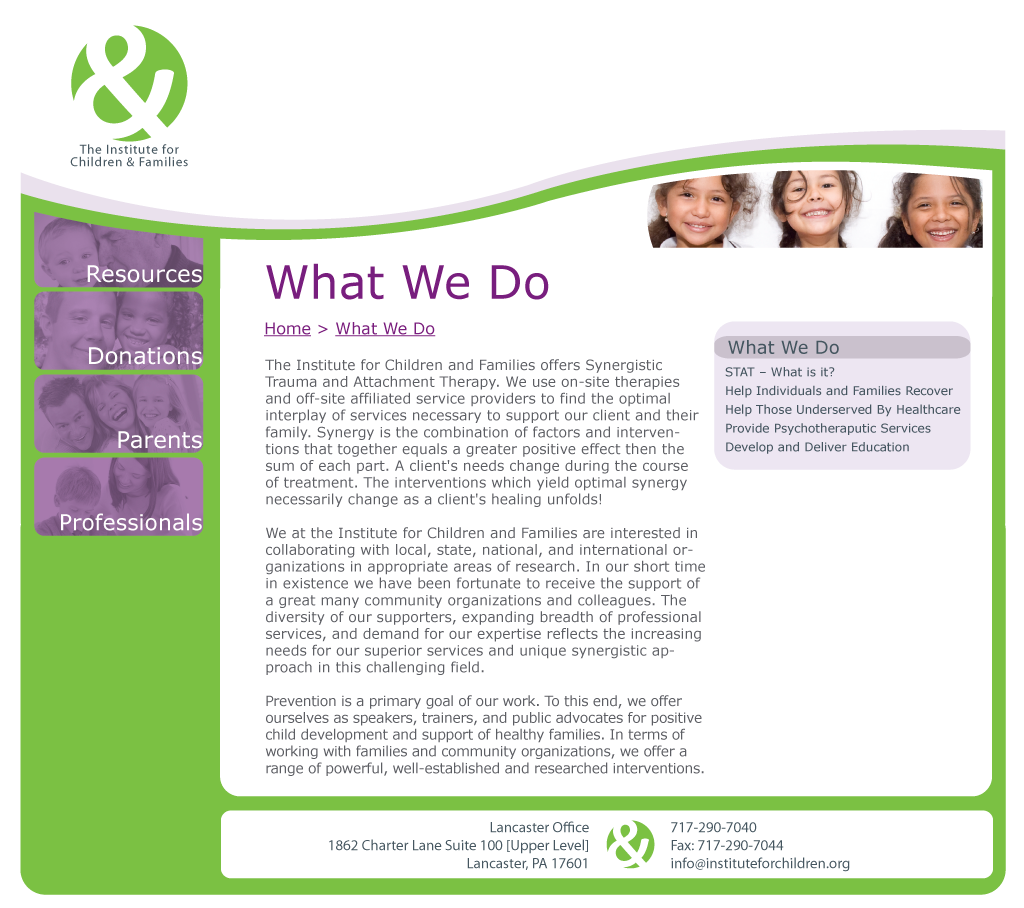 The Institute for
Children & Families
Resources
Donations
Parents
Professionals
What We Do
Home > What We Do
The Institute for Children and Families offers Synergistic
Trauma and Attachment Therapy. We use on-site therapies
and off-site affiliated service providers to find the optimal
interplay of services necessary to support our client and their
family. Synergy is the combination of factors and interven-
tions that together equals a greater positive effect then the
sum of each part. A client's needs change during the course
of treatment. The interventions which yield optimal synergy
necessarily change as a client's healing unfolds!
We at the Institute for Children and Families are interested in
collaborating with local, state, national, and international or-
ganizations in appropriate areas of research. In our short time
in existence we have been fortunate to receive the support of
a great many community organizations and colleagues. The
diversity of our supporters, expanding breadth of professional
services, and demand for our expertise reflects the increasing
needs for our superior services and unique synergistic ap-
proach in this challenging field.
Prevention is a primary goal of our work. To this end, we offer
ourselves as speakers, trainers, and public advocates for positive
child development and support of healthy families. In terms of
working with families and community organizations, we offer a
range of powerful, well-established and researched interventions.
What We Do
STAT – What is it?
Help Individuals and Families Recover
Help Those Underserved By Healthcare
Provide Psychotheraputic Services
Develop and Deliver Education
Lancaster Office
1862 Charter Lane Suite 100 [Upper Level]
Lancaster, PA 17601
&
717-290-7040
Fax: 717-290-7044
info@instituteforchildren.org